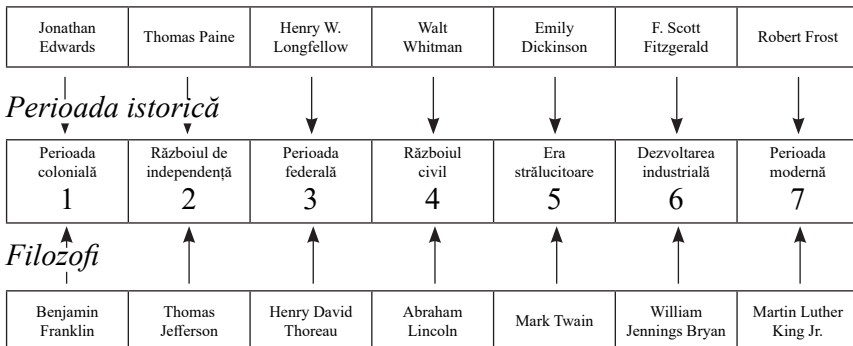 Jonathan
Edwards
Thomas Paine
Henry W.
Longfellow
Walt
Whitman
Emily
Dickinson
F. Scott
Fitzgerald
Robert Frost
Perioada istorică
Perioada
colonială
1
Războiul de
independență
2
Perioada
federală
3
Războiul
civil
4
Era
strălucitoare
5
Dezvoltarea
industrială
6
Perioada
modernă
7
Filozofi
Benjamin
Franklin
Thomas
Jefferson
Henry David
Thoreau
Abraham
Lincoln
Mark Twain
William
Jennings Bryan
Martin Luther
King Jr.